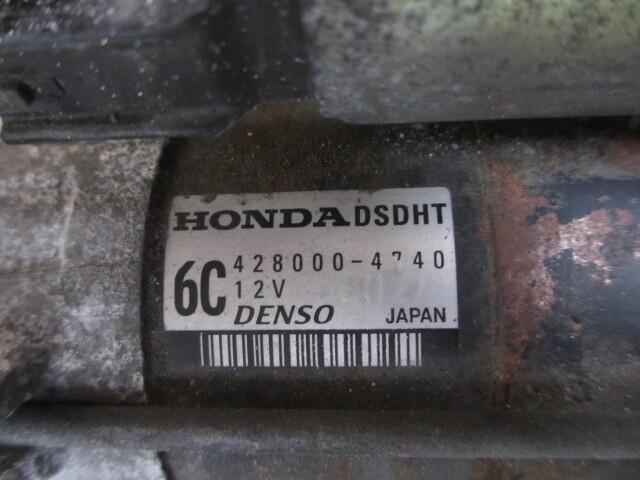 HONDA DSDHT
6C 428000-4740
12V
DENSO JAPAN